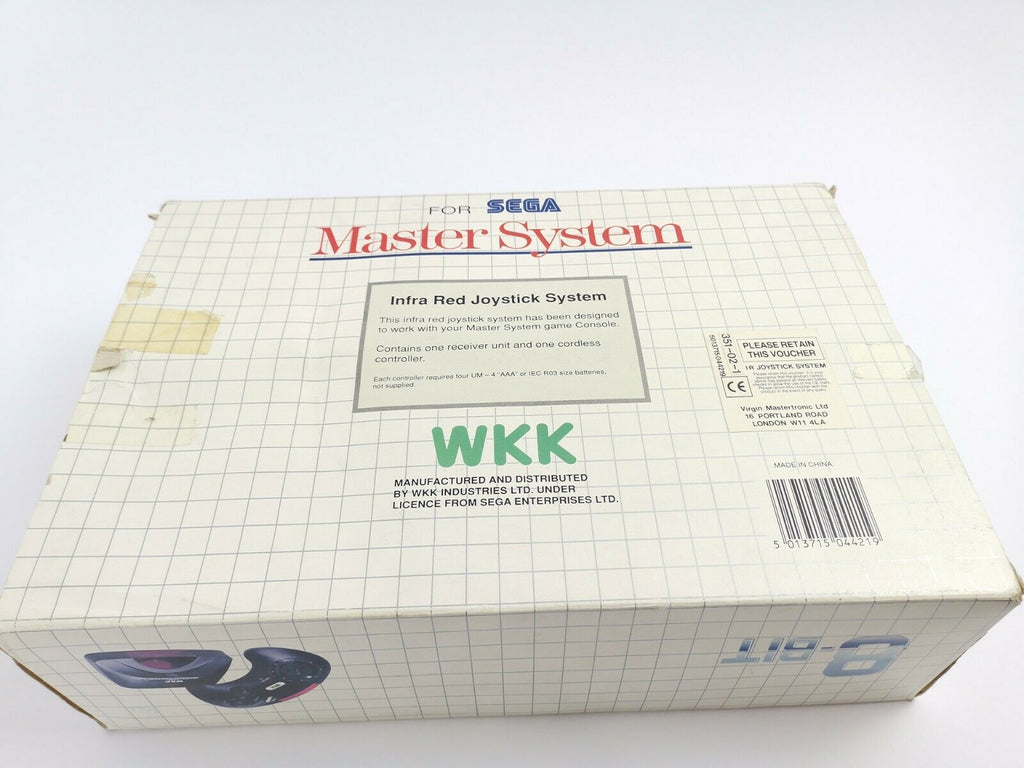 FOR SEGA
Master System
Infra Red Joystick System
This infra red joystick system has been designed
to work with your Master System game Console.
Contains one receiver unit and one cordless
controller.
Each controller requires four UM – 4 "AAA" or IEC R03 size batteries,
not supplied.
WKK
MANUFACTURED AND DISTRIBUTED
BY WKK INDUSTRIES LTD. UNDER
LICENCE FROM SEGA ENTERPRISES LTD.
351-02-1
5013715044219
CE
PLEASE RETAIN
THIS VOUCHER
I R JOYSTICK SYSTEM
Virgin Mastertronic Ltd
16 PORTLAND ROAD
LONDON W11 4LA
MADE IN CHINA
5 013715 044219
8-BIT